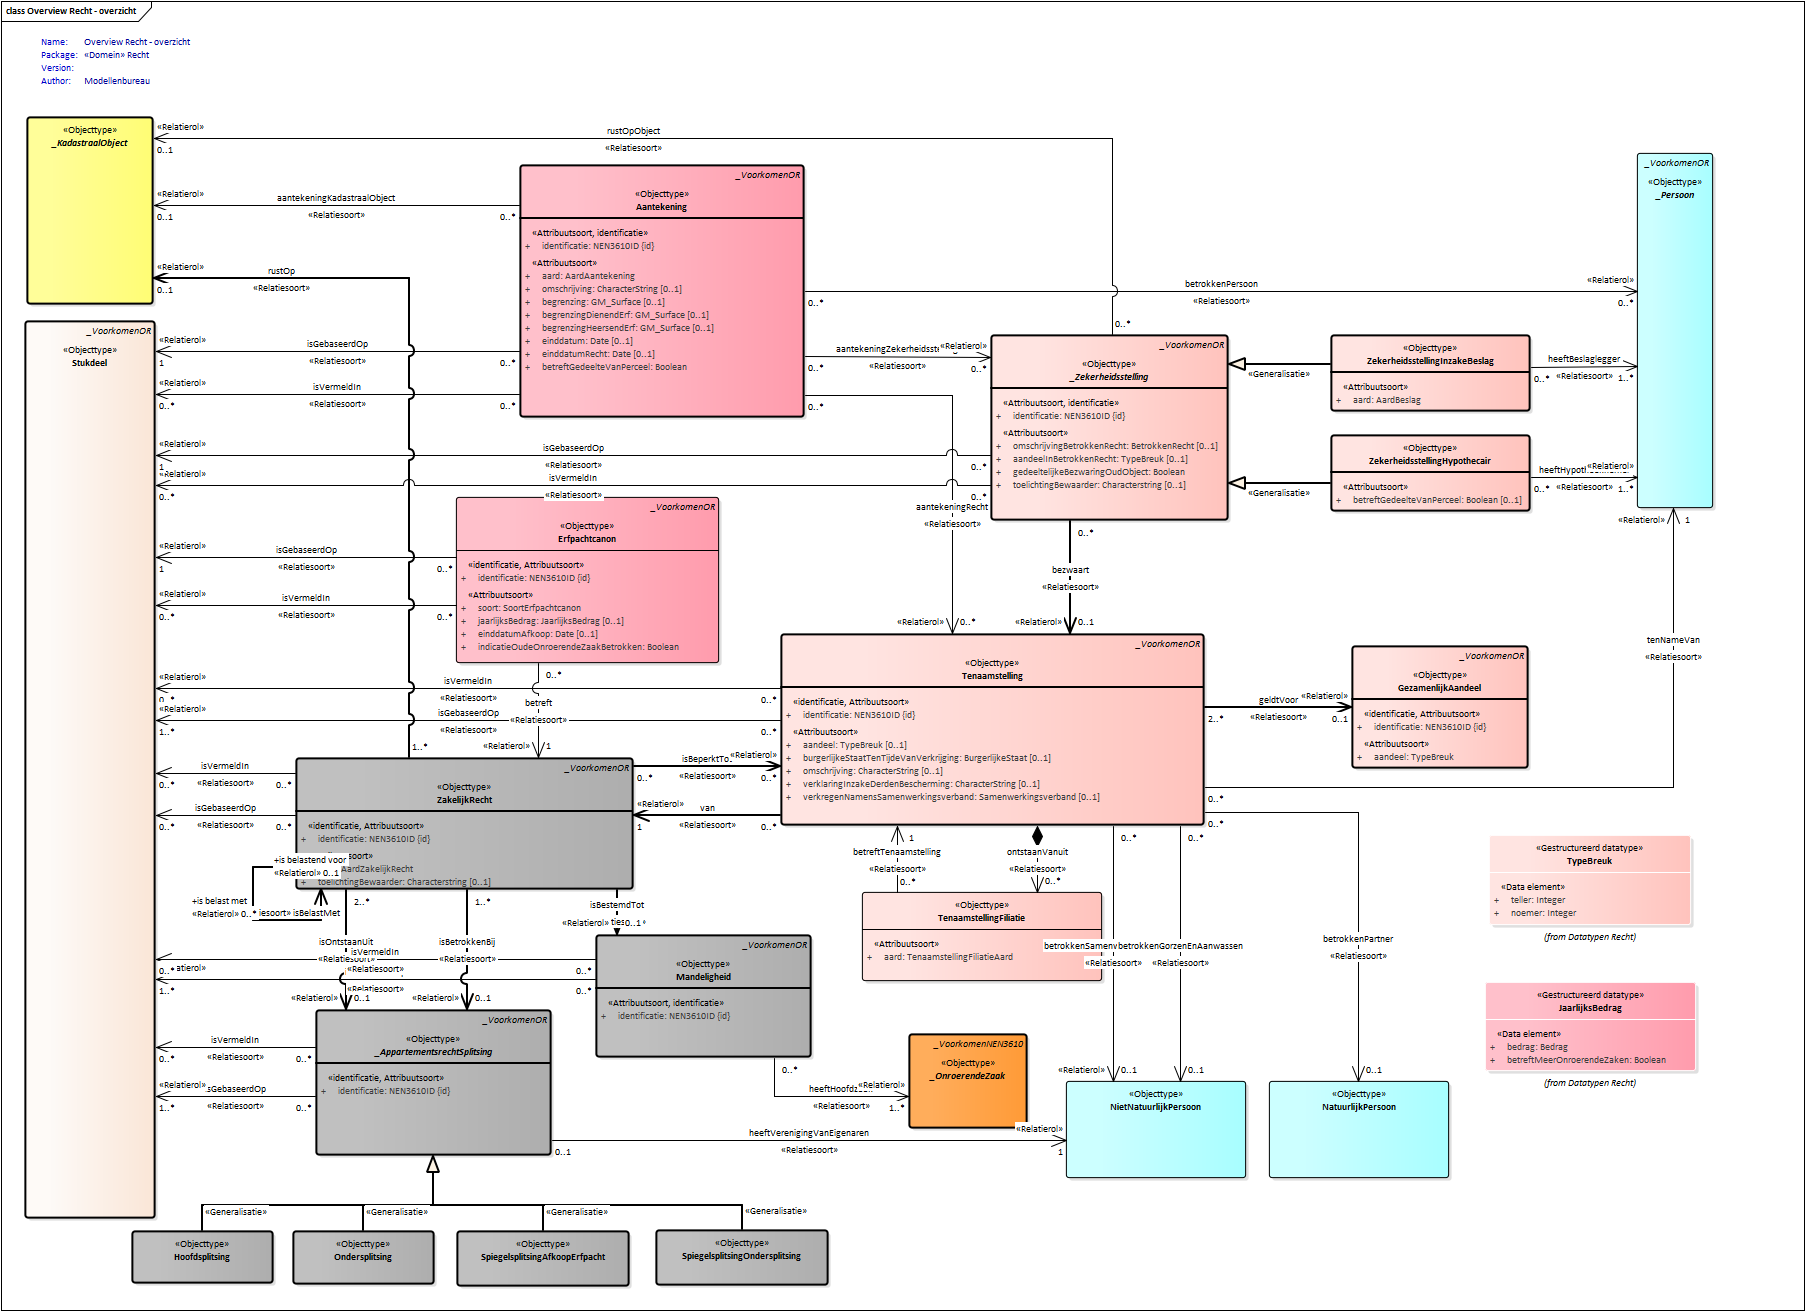 class Overview Recht - overzicht
Name: Overview Recht - overzicht
Package: «Domein» Recht
Version:
Author: Modellenbureau
«Objecttype»
_KadastraalObject
«Relatierol»
0..1
rustOpObject
«Relatiesoort»
0..*
«Relatierol»
0..1
aantekeningKadastraalObject
«Relatiesoort»
0..*
«Relatierol»
0..1
rustOp
«Relatiesoort»
1..*
_VoorkomenOR
«Objecttype»
Aantekening
«Attribuutsoort, identificatie»
+ identificatie: NEN3610ID {id}
«Attribuutsoort»
+ aard: AardAantekening
+ omschrijving: CharacterString [0..1]
+ begrenzing: GM_Surface [0..1]
+ begrenzingDienendErf: GM_Surface [0..1]
+ begrenzingHeersendErf: GM_Surface [0..1]
+ einddatum: Date [0..1]
+ einddatumRecht: Date [0..1]
+ betreftGedeelteVanPerceel: Boolean
_VoorkomenOR
«Objecttype»
_Persoon
0..*
betrokkenPersoon
«Relatiesoort»
«Relatierol»
0..*
_VoorkomenOR
«Objecttype»
Stukdeel
«Relatierol»
1
isGebaseerdOp
«Relatiesoort»
0..*
«Relatierol»
0..*
isVermeldIn
«Relatiesoort»
0..*
0..*
«Relatiesoort»
«Relatierol»
0..*
0..*
aantekeningRecht
«Relatiesoort»
«Relatierol»
0..*
_VoorkomenOR
«Objecttype»
_Zekerheidsstelling
«Attribuutsoort, identificatie»
+ identificatie: NEN3610ID {id}
«Attribuutsoort»
+ omschrijvingBetrokkenRecht: BetrokkenRecht [0..1]
+ aandeelInBetrokkenRecht: TypeBreuk [0..1]
+ gedeeltelijkeBezwaringOudObject: Boolean
+ toelichtingBewaarder: Characterstring [0..1]
«Generalisatie»
_VoorkomenOR
«Objecttype»
ZekerheidsstellingInzakeBeslag
«Attribuutsoort»
+ aard: AardBeslag
heeftBeslaglegger
0..*
«Relatiesoort»
1..*
«Generalisatie»
«Objecttype»
ZekerheidsstellingHypothecair
«Attribuutsoort»
+ betreftGedeelteVanPerceel: Boolean [0..1]
«Relatierol»
0..*
«Relatiesoort»
1..*
«Relatierol»
1
tenNameVan
«Relatiesoort»
0..*
«Relatierol»
1
isGebaseerdOp
«Relatiesoort»
0..*
«Relatierol»
0..*
isVermeldIn
«Relatiesoort»
0..*
_VoorkomenOR
«Objecttype»
Erfpachtcanon
«identificatie, Attribuutsoort»
+ identificatie: NEN3610ID {id}
«Attribuutsoort»
+ soort: SoortErfpachtcanon
+ jaarlijksBedrag: JaarlijksBedrag [0..1]
+ einddatumAfkoop: Date [0..1]
+ indicatieOudeOnroerendeZaakBetrokken: Boolean
«Relatierol»
1
isGebaseerdOp
«Relatiesoort»
0..*
«Relatierol»
0..*
isVermeldIn
«Relatiesoort»
0..*
0..*
betreft
«Relatiesoort»
«Relatierol»
1
0..*
bezwaart
«Relatiesoort»
«Relatierol»
0..1
_VoorkomenOR
«Objecttype»
Tenaamstelling
«identificatie, Attribuutsoort»
+ identificatie: NEN3610ID {id}
«Attribuutsoort»
+ aandeel: TypeBreuk [0..1]
+ burgerlijkeStaatTenTijdeVanVerkrijging: BurgerlijkeStaat [0..1]
+ omschrijving: CharacterString [0..1]
+ verklaringInzakeDerdenBescherming: CharacterString [0..1]
+ verkregenNamensSamenwerkingsverband: Samenwerkingsverband [0..1]
geldtVoor
«Relatierol»
2..*
«Relatiesoort»
0..1
_VoorkomenOR
«Objecttype»
GezamenlijkAandeel
«identificatie, Attribuutsoort»
+ identificatie: NEN3610ID {id}
«Attribuutsoort»
+ aandeel: TypeBreuk
«Relatierol»
isVermeldIn
«Relatiesoort»
0..*
«Relatierol»
1..*
isGebaseerdOp
«Relatiesoort»
0..*
_VoorkomenOR
«Objecttype»
ZakelijkRecht
«identificatie, Attribuutsoort»
+ identificatie: NEN3610ID {id}
AardZakelijkRecht
+ toelichtingBewaarder: Characterstring [0..1]
isVermeldIn
0..*
«Relatiesoort»
0..*
isGebaseerdOp
0..*
«Relatiesoort»
0..*
«Relatierol»
0..*
«Relatiesoort»
0..*
«Relatierol»
van
1
«Relatiesoort»
0..*
+is belastend voor
«Relatierol» 0..1
+is belast met
«Relatierol» 0..*
isBelastMet
2..*
isOntstaanUit
«Relatierol»
0..1
1..*
isBetrokkenBij
«Relatiesoort»
«Relatierol»
0..1
isBestemdTot
«Relatierol»
0..1
_VoorkomenOR
«Objecttype»
Mandeligheid
«Attribuutsoort, identificatie»
+ identificatie: NEN3610ID {id}
isVermeldIn
«Relatiesoort»
0..*
0..*
«Relatiesoort»
1..*
0..*
betreftTenaamstelling
1
«Relatiesoort»
0..*
ontstaanVanuit
«Relatiesoort»
0..*
«Objecttype»
TenaamstellingFiliatie
«Attribuutsoort»
+ aard: TenaamstellingFiliatieAard
0..*
«Relatiesoort»
«Relatierol»
0..1
0..*
betrokkenGorzenEnAanwassen
«Relatiesoort»
0..1
0..*
betrokkenPartner
«Relatiesoort»
0..1
«Gestructureerd datatype»
TypeBreuk
«Data element»
+ teller: Integer
+ noemer: Integer
(from Datatypen Recht)
«Gestructureerd datatype»
JaarlijksBedrag
«Data element»
+ bedrag: Bedrag
+ betreftMeerOnroerendeZaken: Boolean
(from Datatypen Recht)
_VoorkomenOR
«Objecttype»
_AppartementsrechtSplitsing
«identificatie, Attribuutsoort»
+ identificatie: NEN3610ID {id}
isVermeldIn
0..*
«Relatiesoort»
0..*
«Relatierol»
1..*
«Relatiesoort»
0..*
0..*
«Relatierol»
«Relatiesoort»
1..*
_VoorkomenNEN3610
«Objecttype»
_OnroerendeZaak
heeftVerenigingVanEigenaren
0..1
«Relatiesoort»
«Relatierol»
1
«Objecttype»
NietNatuurlijkPersoon
«Objecttype»
NatuurlijkPersoon
«Generalisatie»
«Generalisatie»
«Generalisatie»
«Generalisatie»
«Objecttype»
Hoofdsplitsing
«Objecttype»
Ondersplitsing
«Objecttype»
SpiegelsplitsingAfkoopErfpacht
«Objecttype»
SpiegelsplitsingOndersplitsing